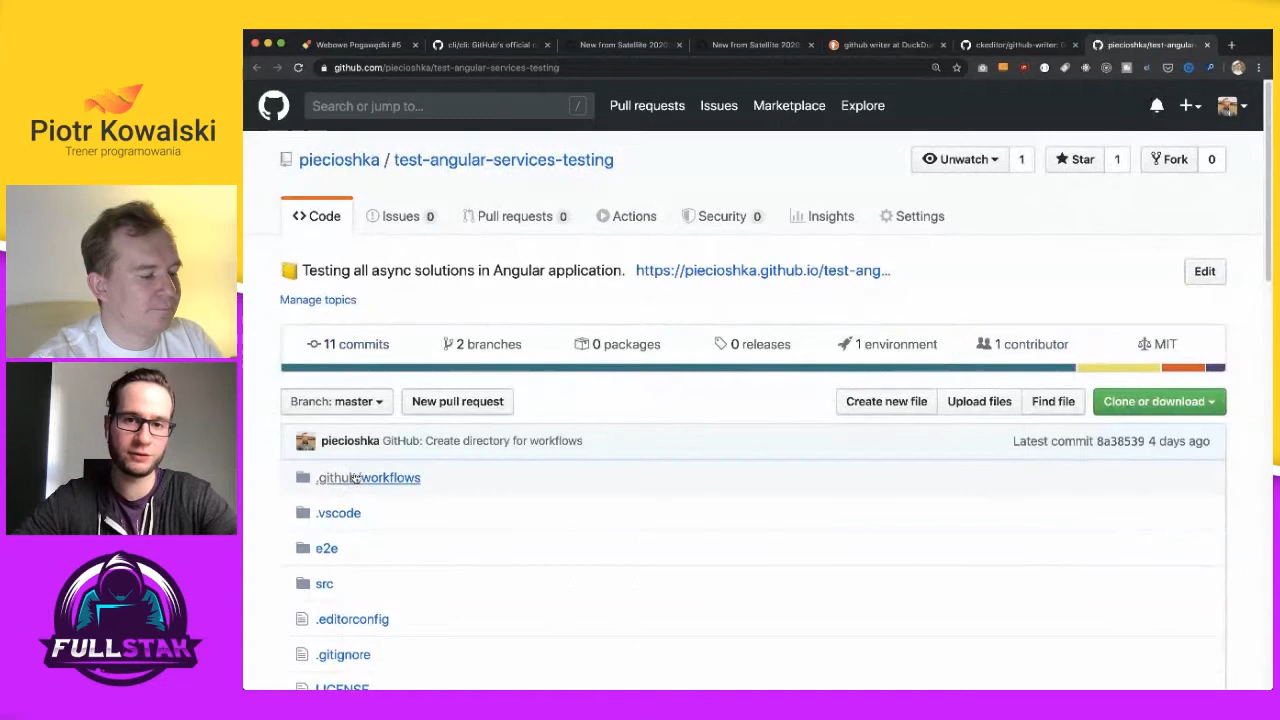 Piotr Kowalski
Trener programowania
FULLSTAK
Webowe Pogawędki #5
cli/cli: GitHub's official
New from Satellite 2020:
New from Satellite 2020:
github writer at DuckDu
ckeditor/github-writer: G
piecioshka/test-angular-
github.com/piecioshka/test-angular-services-testing
Search or jump to...
/
Pull requests
Issues
Marketplace
Explore
piecioshka / test-angular-services-testing
Unwatch 1
Star 1
Fork 0
Code
Issues 0
Pull requests 0
Actions
Security 0
Insights
Settings
Testing all async solutions in Angular application. https://piecioshka.github.io/test-ang...
Edit
Manage topics
11 commits
2 branches
0 packages
0 releases
1 environment
1 contributor
MIT
Branch: master
New pull request
Create new file
Upload files
Find file
Clone or download
piecioshka GitHub: Create directory for workflows
Latest commit 8a38539 4 days ago
.github/workflows
.vscode
e2e
src
.editorconfig
.gitignore
LICENSE